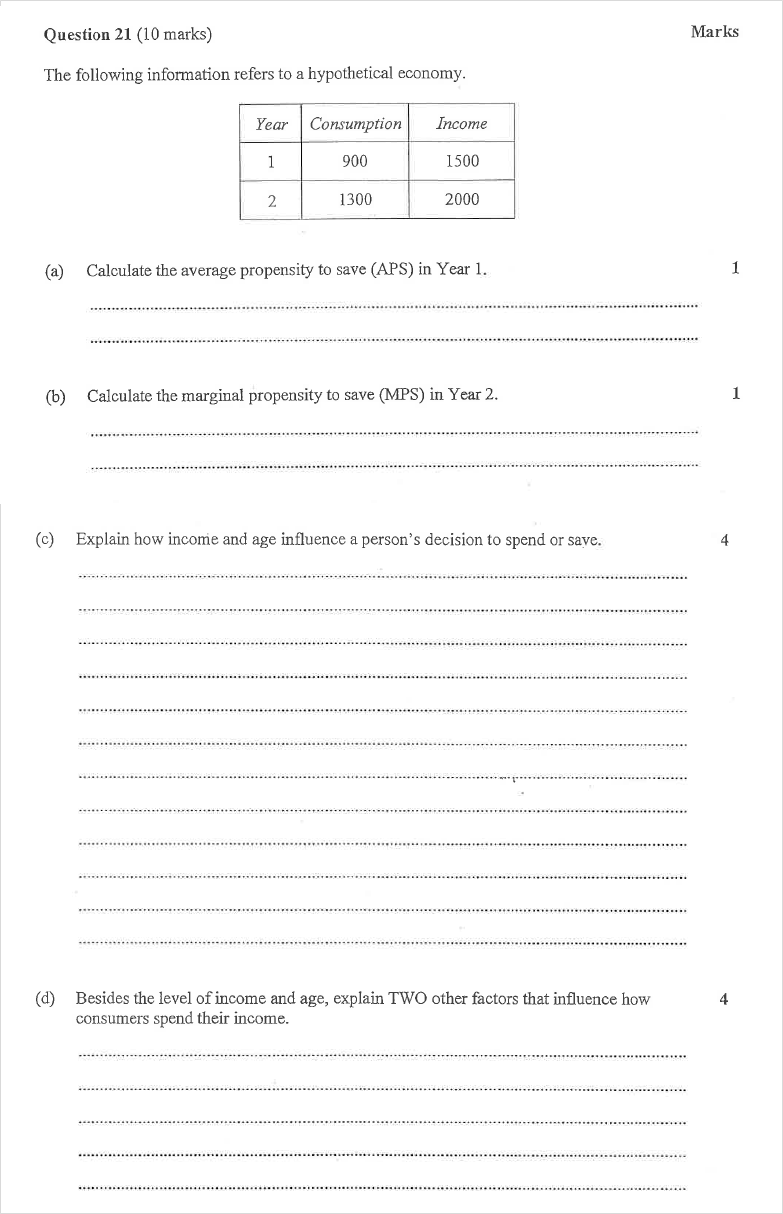 Question 21 (10 marks) Marks
The following information refers to a hypothetical economy.
Year Consumption Income
1 900 1500
2 1300 2000
(a) Calculate the average propensity to save (APS) in Year 1. 1
(b) Calculate the marginal propensity to save (MPS) in Year 2. 1
(c) Explain how income and age influence a person's decision to spend or save. 4
(d) Besides the level of income and age, explain TWO other factors that influence how 4
consumers spend their income.